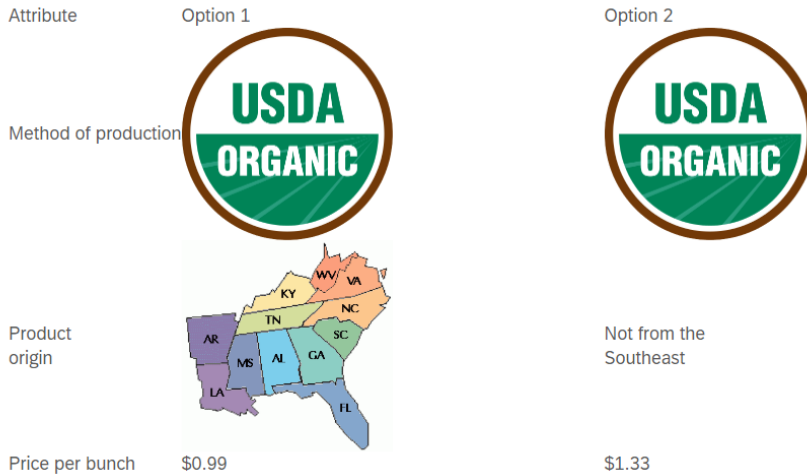 Attribute Option 1 Option 2
USDA USDA
Method of production
ORGANIC ORGANIC
WV
VA
KY
NC
TN
SC
AR
MS AL GA
LA
FL
Product
origin
Not from the
Southeast
Price per bunch $0.99 $1.33